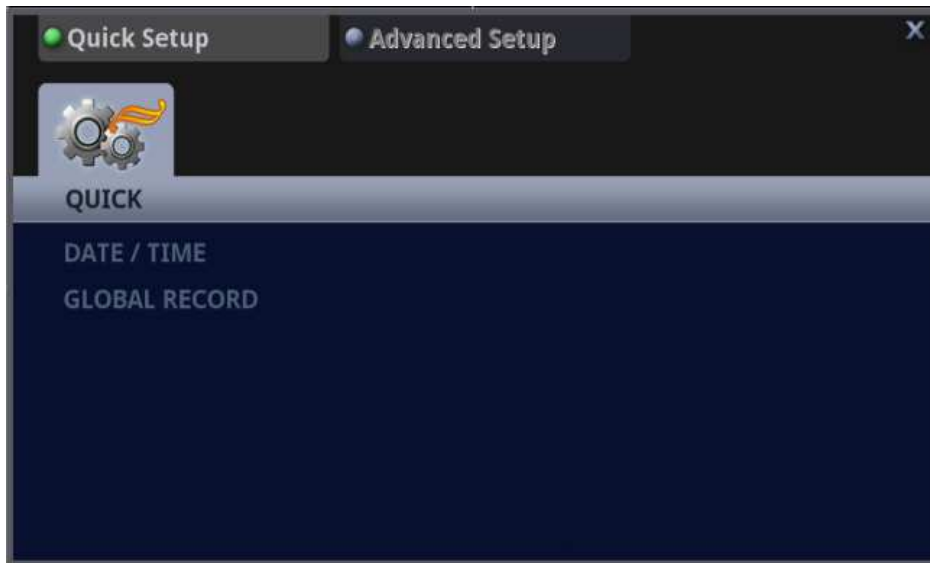 Quick Setup
Advanced Setup
X
QUICK
DATE / TIME
GLOBAL RECORD